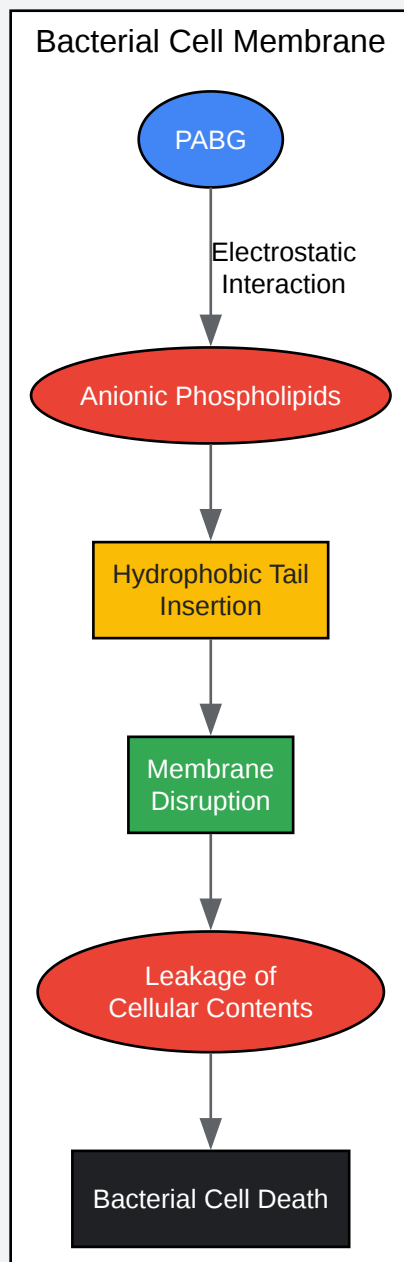 Bacterial Cell Membrane
PABG
Electrostatic
Interaction
Anionic Phospholipids
Hydrophobic Tail
Insertion
Membrane
Disruption
Leakage of
Cellular Contents
Bacterial Cell Death